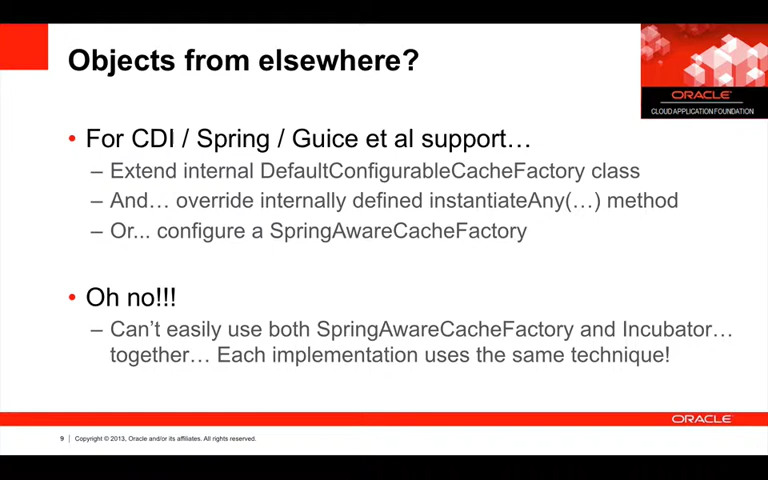 Objects from elsewhere?
ORACLE
CLOUD APPLICATION FOUNDATION
• For CDI / Spring / Guice et al support…
– Extend internal DefaultConfigurableCacheFactory class
– And… override internally defined instantiateAny(…) method
– Or... configure a SpringAwareCacheFactory
• Oh no!!!
– Can’t easily use both SpringAwareCacheFactory and Incubator…
together… Each implementation uses the same technique!
ORACLE
9 | Copyright © 2013, Oracle and/or its affiliates. All rights reserved.